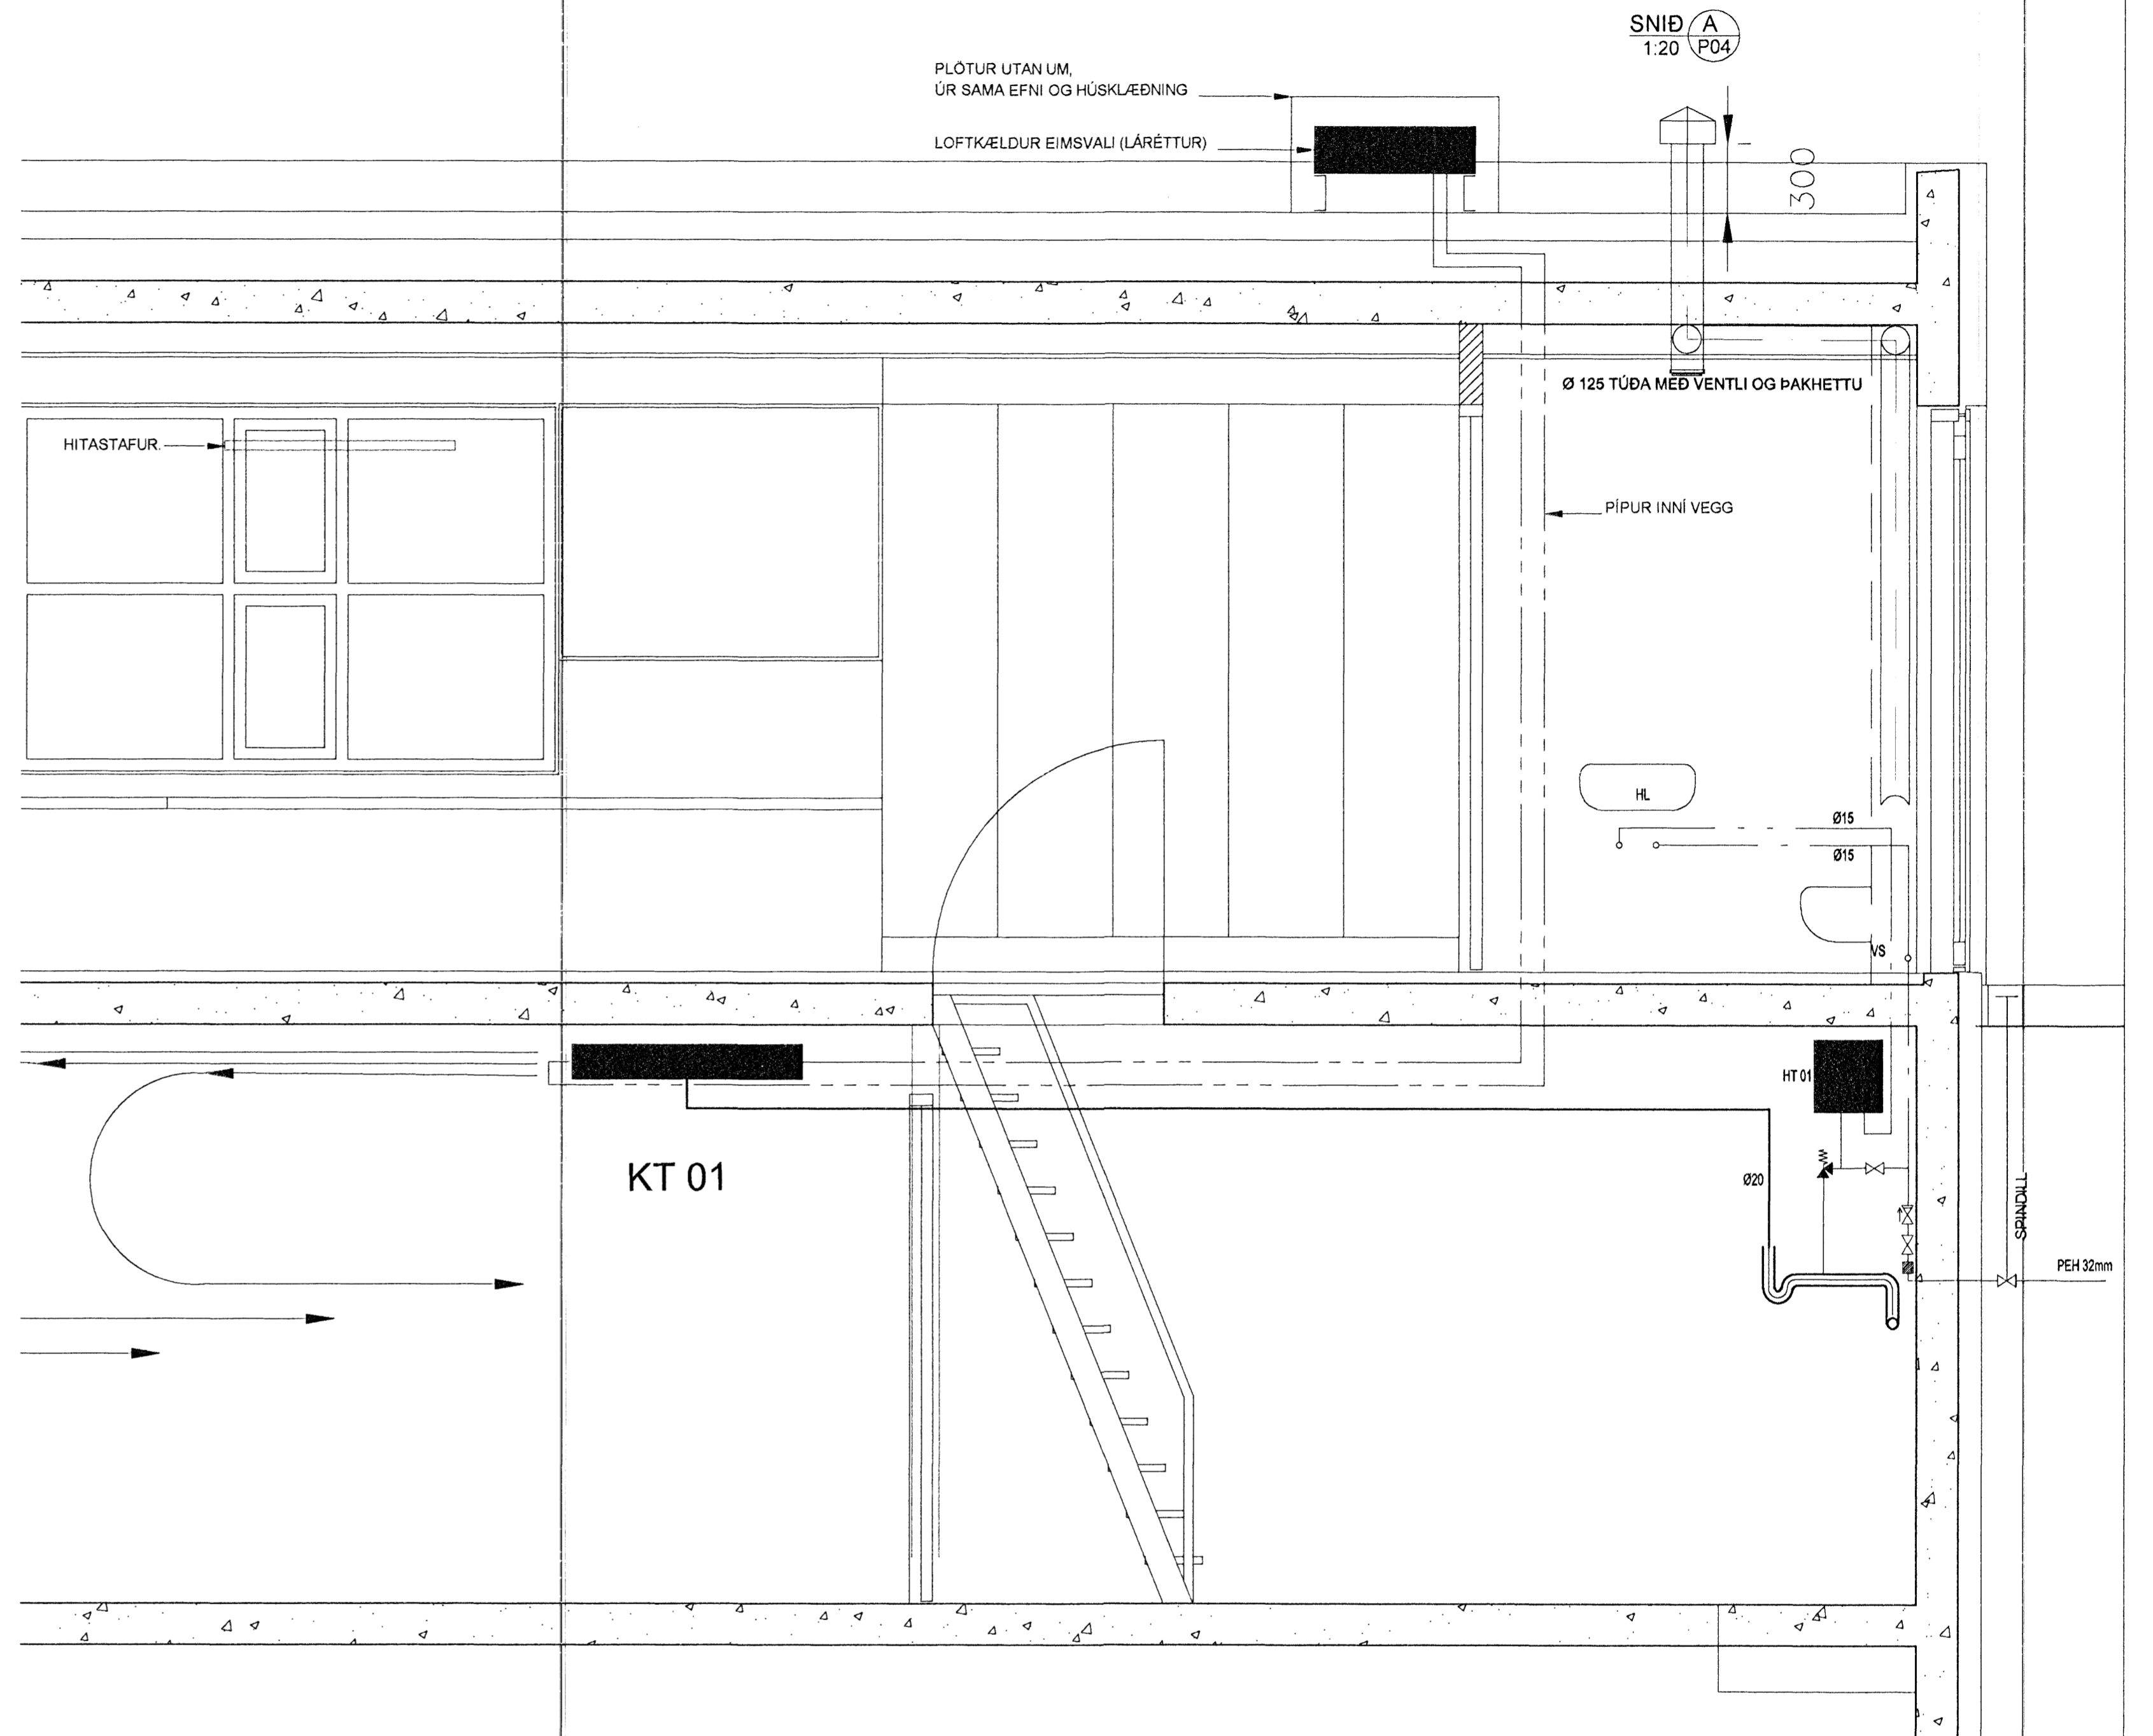 SNIÐ A
1:20 P04
PLÖTUR UTAN UM,
ÚR SAMA EFNI OG HÚSKLÆÐNING
LOFTKÆLDUR EIMSVALI (LÁRÉTTUR)
300
Ø 125 TÚÐA MEÐ VENTLI OG ÞAKHETTU
HITASTAFUR.
PÍPUR INNÍ VEGG
HL
Ø15
Ø15
VS
HT 01
KT 01
Ø20
SPINDILL
PEH 32mm